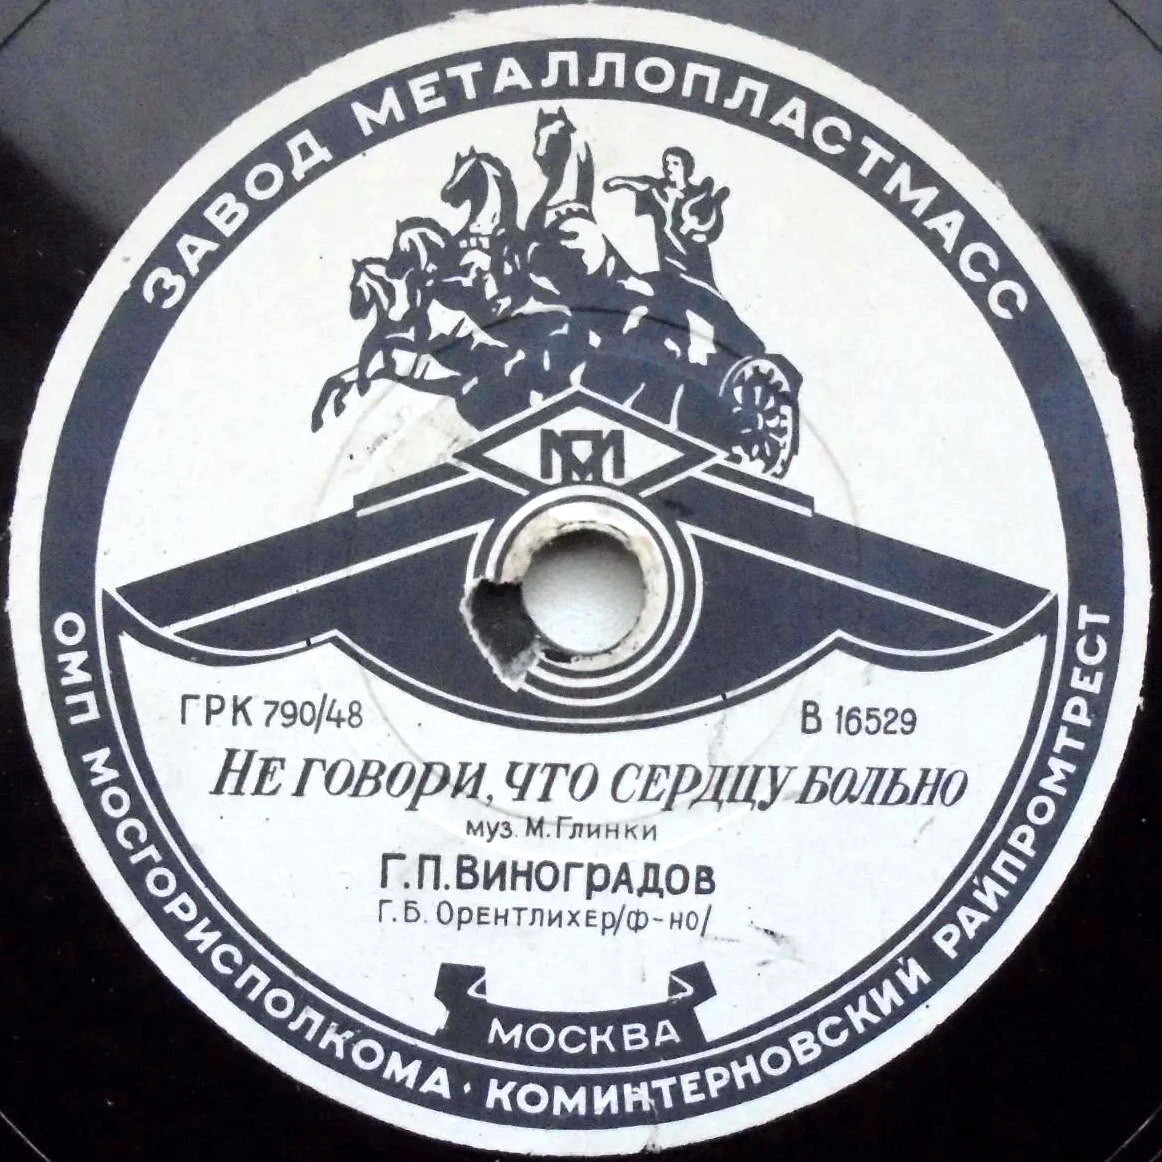 ЗАВОД МЕТАЛЛОПЛАСТМАСС
ГРК 790/48
В 16529
НЕ ГОВОРИ, ЧТО СЕРДЦУ БОЛЬНО
муз. М. Глинки
Г.П. ВИНОГРАДОВ
Г.Б. Орентлихер /ф-но/
МОСКВА
ОМП МОСГОРИСПОЛКОМА · КОМИНТЕРНОВСКИЙ РАЙПРОМТРЕСТ